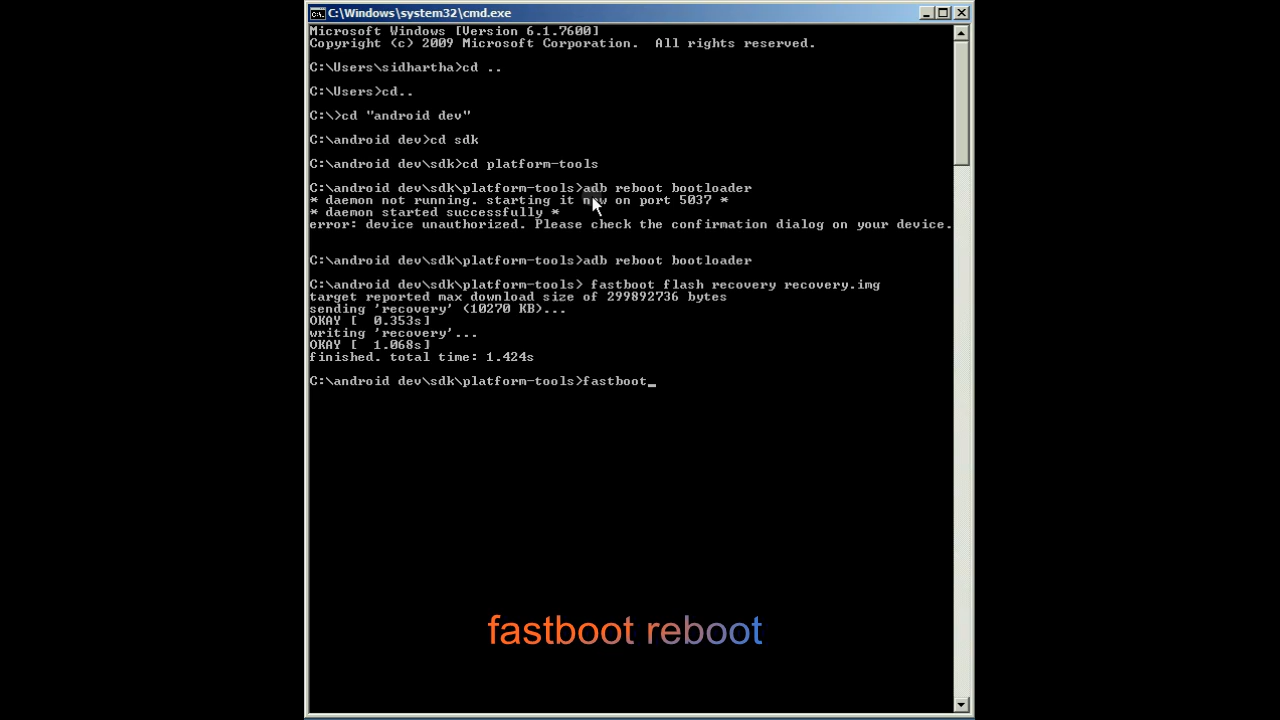 C:\Windows\system32\cmd.exe
Microsoft Windows [Version 6.1.7600]
Copyright (c) 2009 Microsoft Corporation.  All rights reserved.
C:\Users\sidhartha>cd ..
C:\Users>cd..
C:\>cd "android dev"
C:\android dev>cd sdk
C:\android dev\sdk>cd platform-tools
C:\android dev\sdk\platform-tools>adb reboot bootloader
* daemon not running. starting it now on port 5037 *
* daemon started successfully *
error: device unauthorized. Please check the confirmation dialog on your device.
C:\android dev\sdk\platform-tools>adb reboot bootloader
C:\android dev\sdk\platform-tools> fastboot flash recovery recovery.img
target reported max download size of 299892736 bytes
sending 'recovery' (10270 KB)...
OKAY [  0.353s]
writing 'recovery'...
OKAY [  1.068s]
finished. total time: 1.424s
C:\android dev\sdk\platform-tools>fastboot_
fastboot reboot